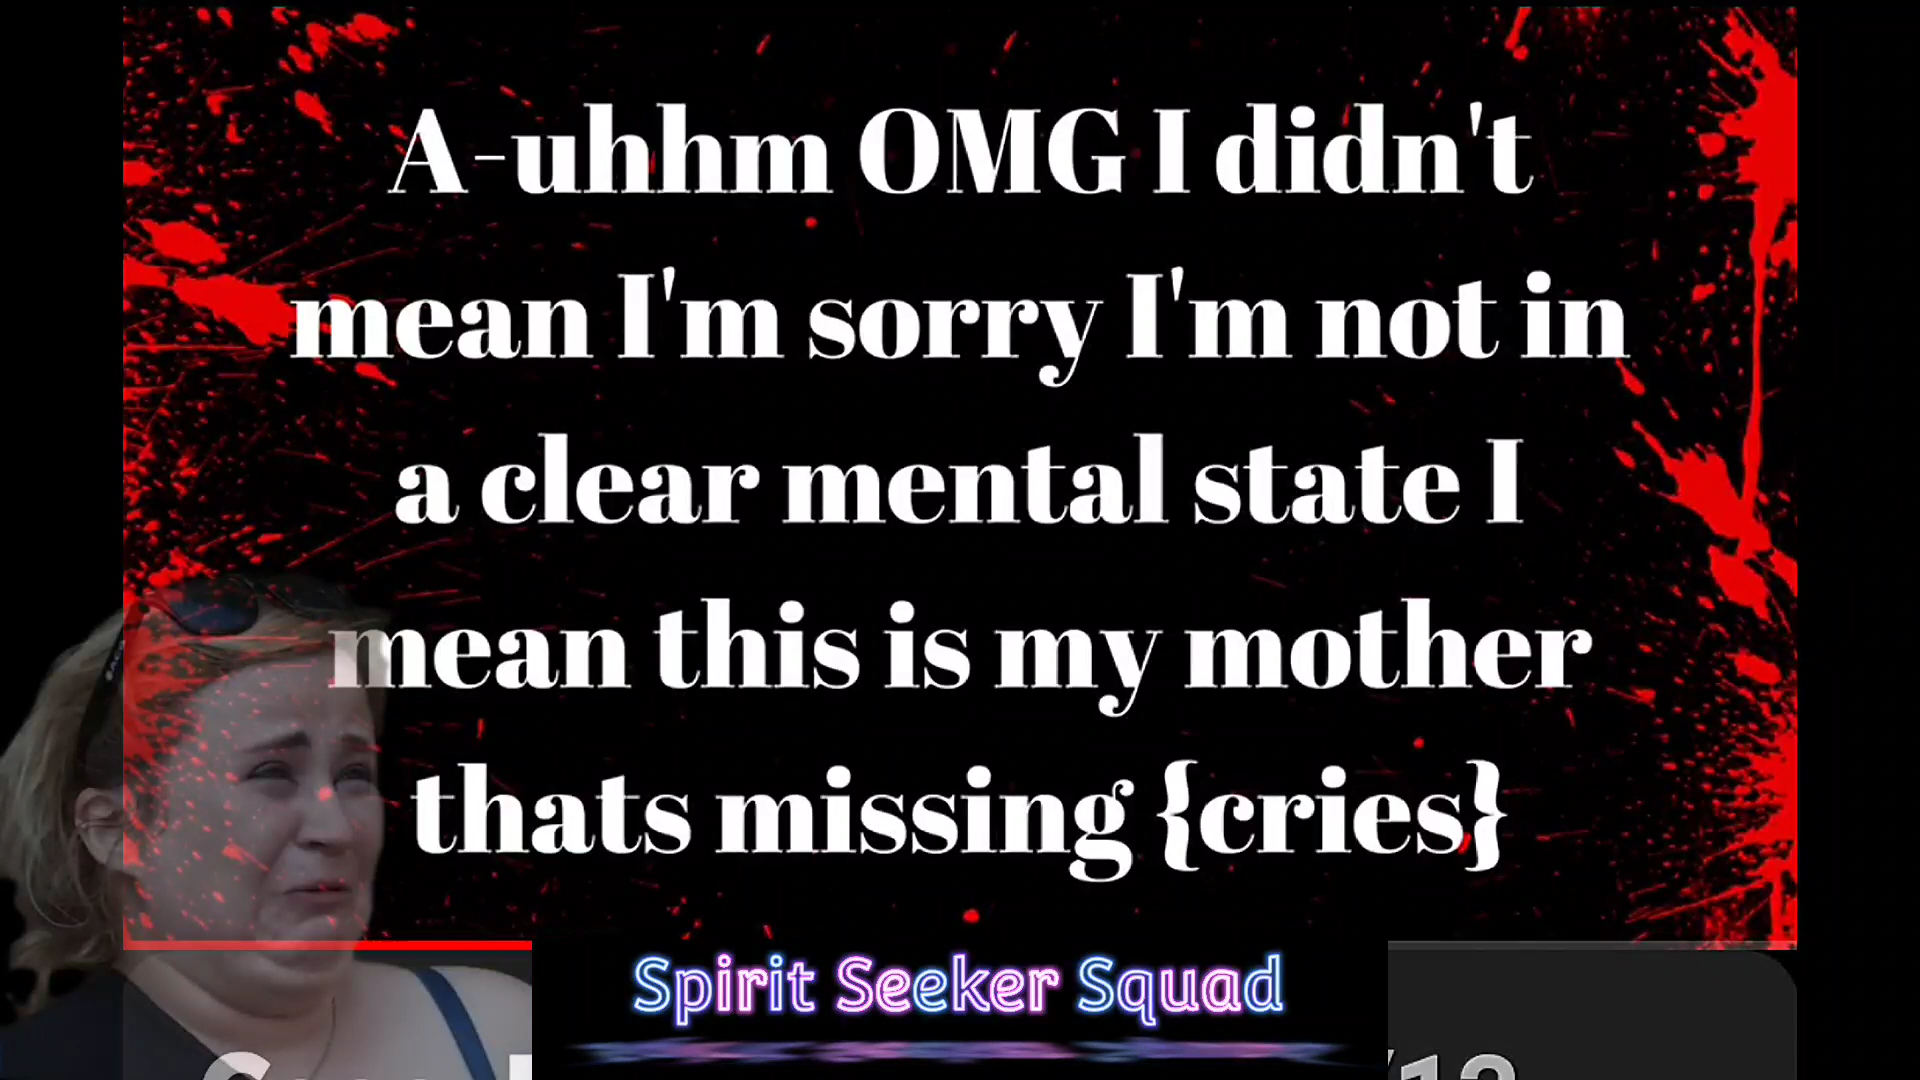 A-uhhm OMG I didn't
mean I'm sorry I'm not in
a clear mental state I
mean this is my mother
thats missing {cries}
Spirit Seeker Squad